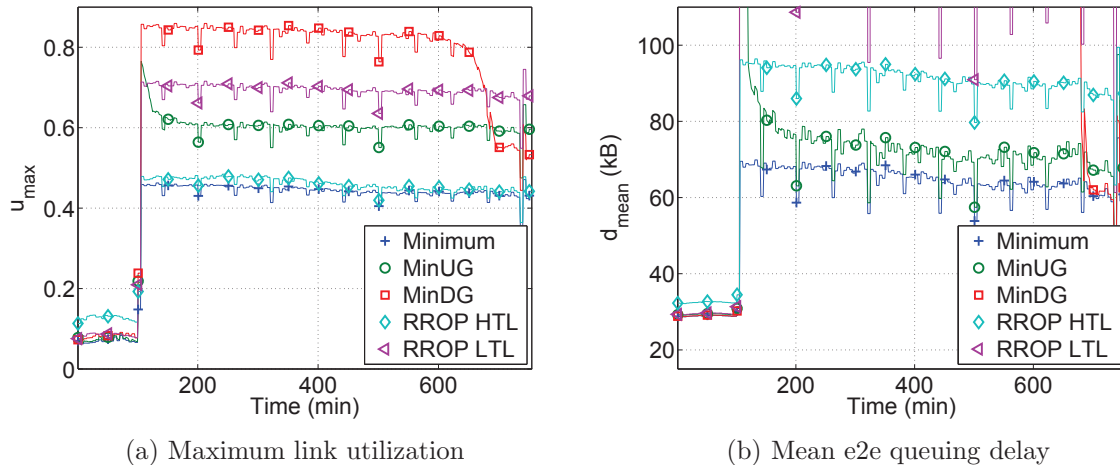 0.8
0.6
0.4
0.2
0
u_max
200
400
600
Time (min)
Minimum
MinUG
MinDG
RROP HTL
RROP LTL
(a) Maximum link utilization
100
80
60
40
20
d_mean (kB)
200
400
600
Time (min)
Minimum
MinUG
MinDG
RROP HTL
RROP LTL
(b) Mean e2e queuing delay